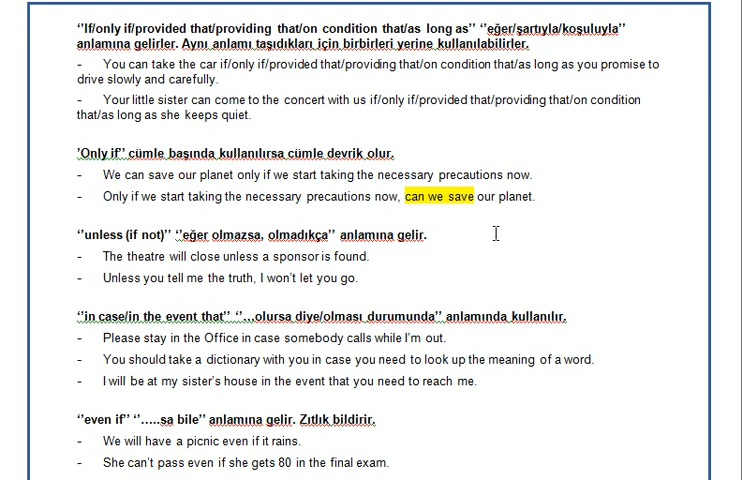 ‘’If/only if/provided that/providing that/on condition that/as long as’’ ‘’eğer/şartıyla/koşuluyla’’
anlamına gelirler. Aynı anlamı taşıdıkları için birbirleri yerine kullanılabilirler.
- You can take the car if/only if/provided that/providing that/on condition that/as long as you promise to
drive slowly and carefully.
- Your little sister can come to the concert with us if/only if/provided that/providing that/on condition
that/as long as she keeps quiet.
’Only if’’ cümle başında kullanılırsa cümle devrik olur.
- We can save our planet only if we start taking the necessary precautions now.
- Only if we start taking the necessary precautions now, can we save our planet.
‘’unless (if not)’’ ‘’eğer olmazsa, olmadıkça’’ anlamına gelir.
- The theatre will close unless a sponsor is found.
- Unless you tell me the truth, I won’t let you go.
‘’in case/in the event that’’ ‘’…olursa diye/olması durumunda’’ anlamında kullanılır.
- Please stay in the Office in case somebody calls while I’m out.
- You should take a dictionary with you in case you need to look up the meaning of a word.
- I will be at my sister’s house in the event that you need to reach me.
‘’even if’’ ‘’…..sa bile’’ anlamına gelir. Zıtlık bildirir.
- We will have a picnic even if it rains.
- She can’t pass even if she gets 80 in the final exam.